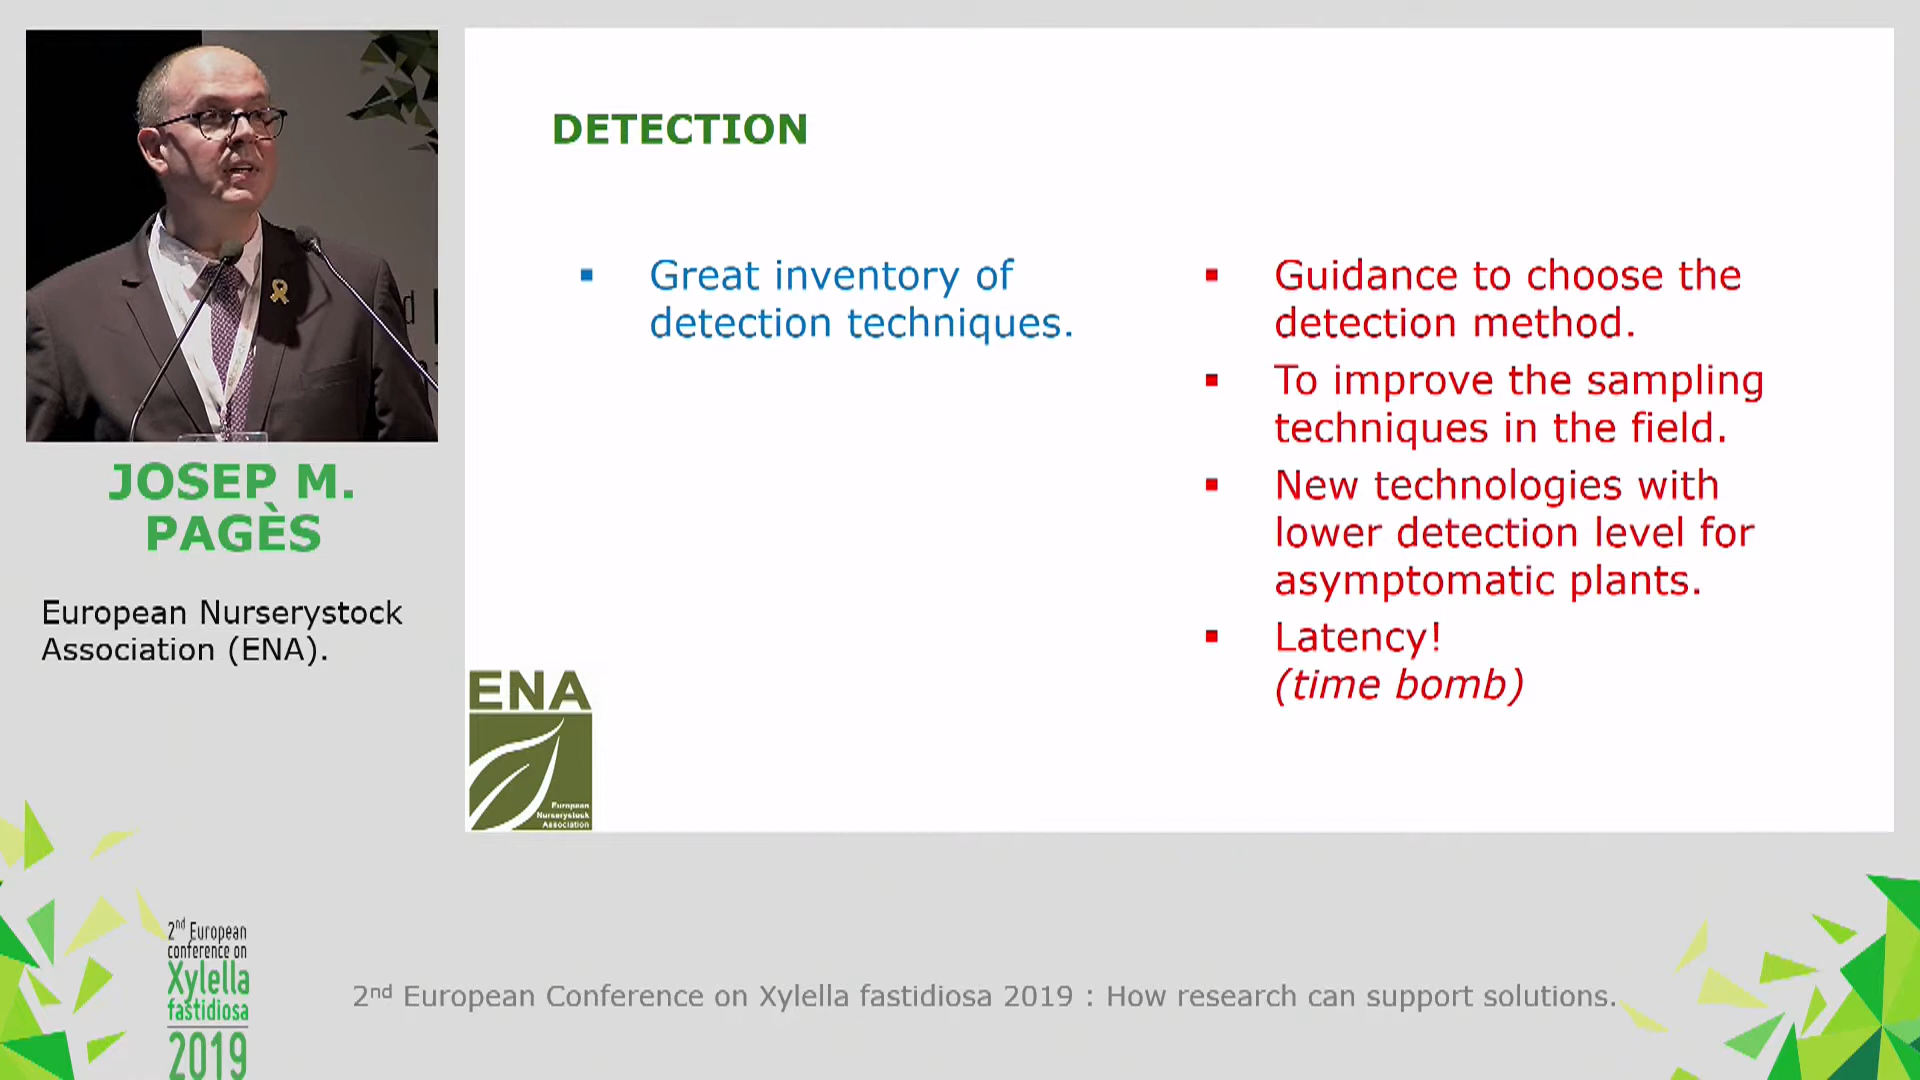 DETECTION
Great inventory of
detection techniques.
Guidance to choose the
detection method.
To improve the sampling
techniques in the field.
New technologies with
lower detection level for
asymptomatic plants.
Latency!
(time bomb)
JOSEP M.
PAGÈS
European Nurserystock
Association (ENA).
ENA
European
Nurserystock
Association
2nd European
conference on
Xylella
fastidiosa
2019
2nd European Conference on Xylella fastidiosa 2019 : How research can support solutions.